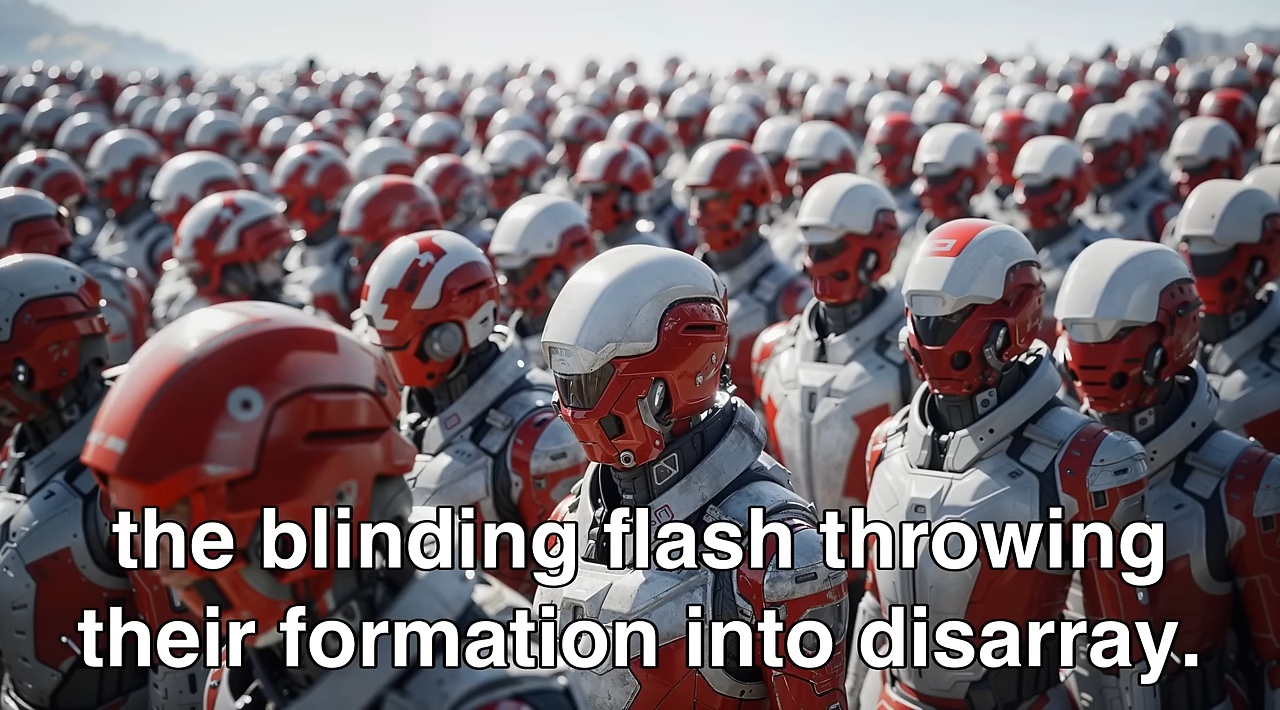 the blinding flash throwing
their formation into disarray.